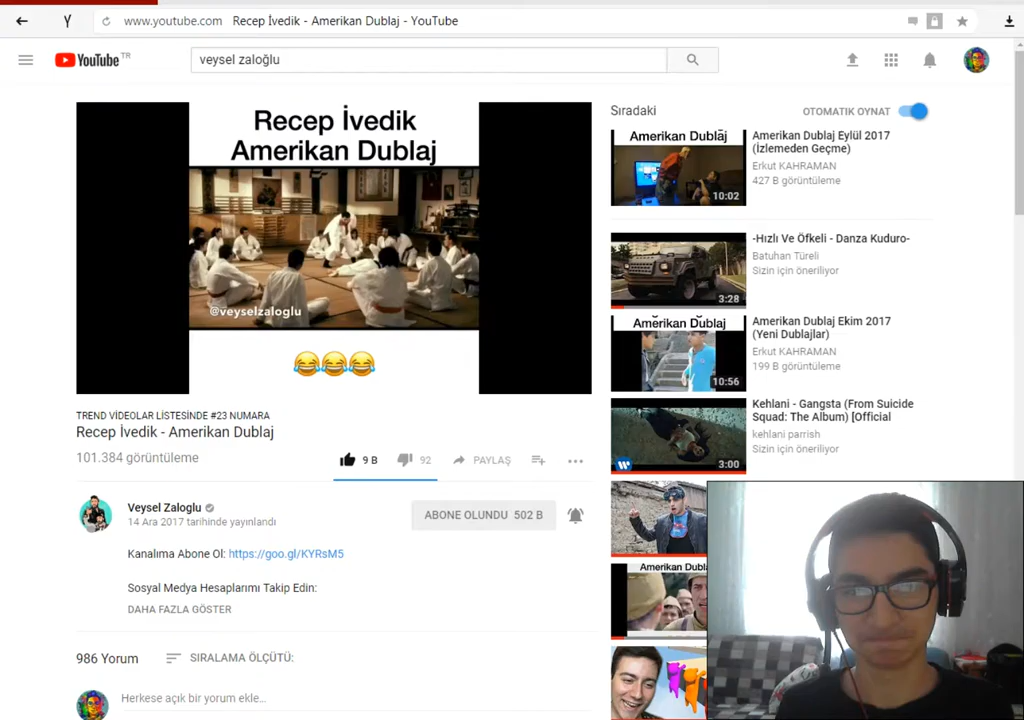 www.youtube.com Recep İvedik - Amerikan Dublaj - YouTube
YouTube TR
veysel zaloğlu
Recep İvedik
Amerikan Dublaj
@veyselzaloglu
TREND VİDEOLAR LİSTESİNDE #23 NUMARA
Recep İvedik - Amerikan Dublaj
101.384 görüntüleme
9 B
92
PAYLAŞ
Veysel Zaloglu
14 Ara 2017 tarihinde yayınlandı
ABONE OLUNDU 502 B
Kanalıma Abone Ol: https://goo.gl/KYRsM5
Sosyal Medya Hesaplarımı Takip Edin:
DAHA FAZLA GÖSTER
986 Yorum
SIRALAMA ÖLÇÜTÜ:
Herkese açık bir yorum ekle...
Sıradaki
OTOMATIK OYNAT
Amerikan Dublaj
10:02
Amerikan Dublaj Eylül 2017
(İzlemeden Geçme)
Erkut KAHRAMAN
427 B görüntüleme
3:28
-Hızlı Ve Öfkeli - Danza Kuduro-
Batuhan Türeli
Sizin için öneriliyor
Amerikan Dublaj
10:56
Amerikan Dublaj Ekim 2017
(Yeni Dublajlar)
Erkut KAHRAMAN
199 B görüntüleme
3:00
Kehlani - Gangsta (From Suicide
Squad: The Album) [Official
kehlani parrish
Sizin için öneriliyor
Amerikan Dubla